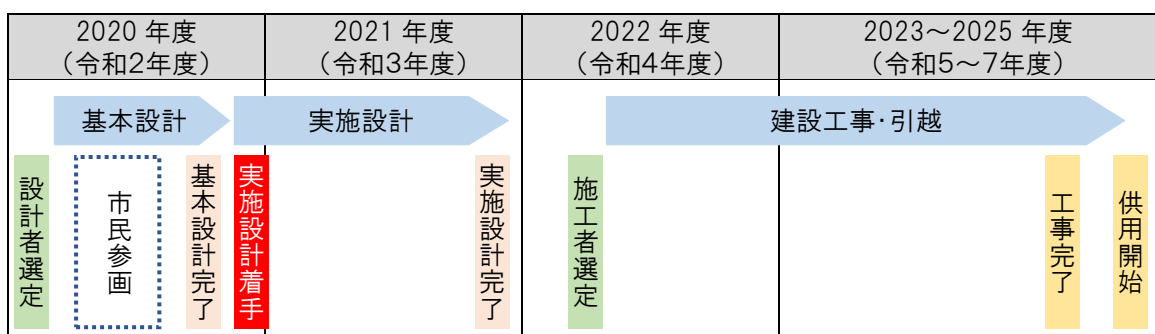 2020 年度
(令和2年度)
2021 年度
(令和3年度)
2022 年度
(令和4年度)
2023～2025 年度
(令和5～7年度)
基本設計
実施設計
建設工事・引越
設計者選定
市民参画
基本設計完了
実施設計着手
実施設計完了
施工者選定
工事完了
供用開始